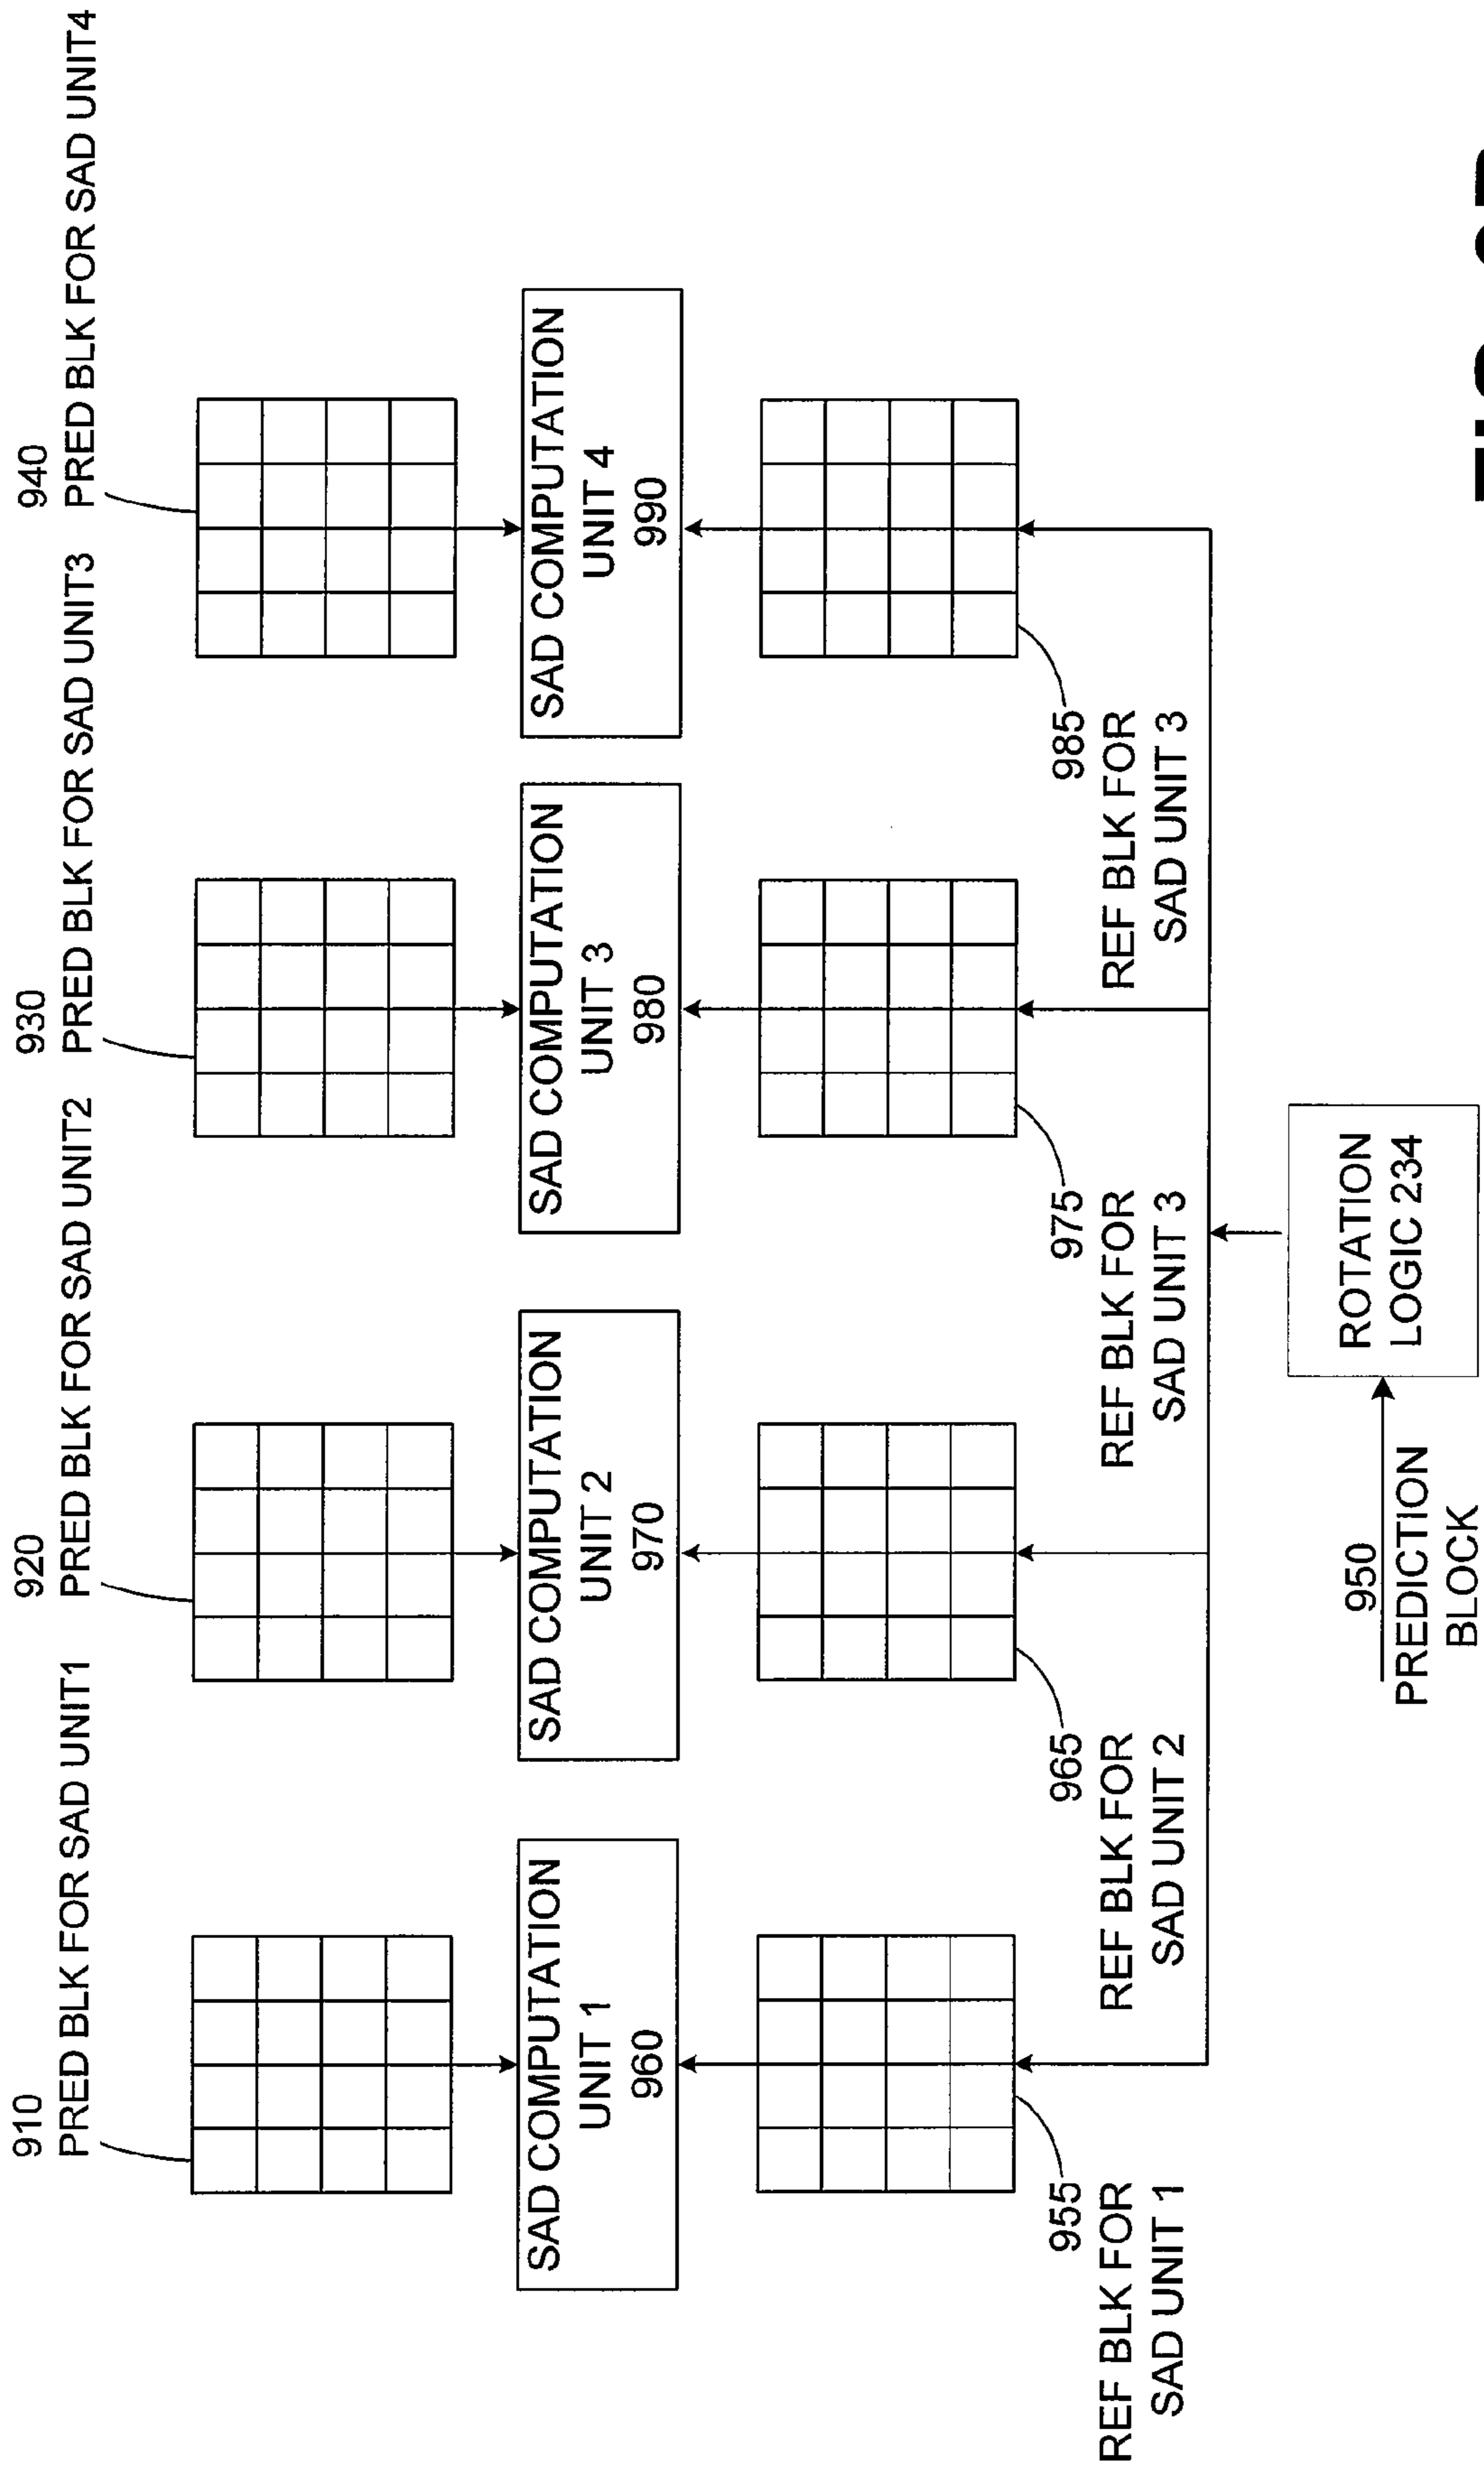 910
PRED BLK FOR SAD UNIT1
920
PRED BLK FOR SAD UNIT2
930
PRED BLK FOR SAD UNIT3
940
PRED BLK FOR SAD UNIT4
SAD COMPUTATION
UNIT 1
960
SAD COMPUTATION
UNIT 2
970
SAD COMPUTATION
UNIT 3
980
SAD COMPUTATION
UNIT 4
990
955
REF BLK FOR
SAD UNIT 1
965
REF BLK FOR
SAD UNIT 2
975
REF BLK FOR
SAD UNIT 3
985
REF BLK FOR
SAD UNIT 3
950
PREDICTION
BLOCK
ROTATION
LOGIC 234